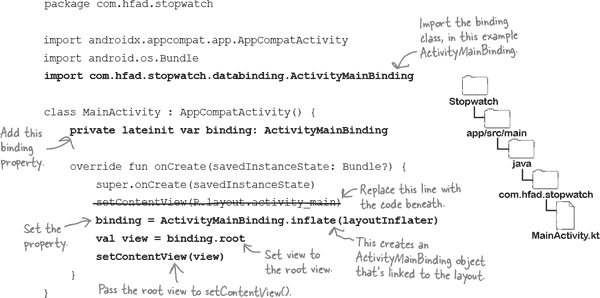 package com.hfad.stopwatch
import androidx.appcompat.app.AppCompatActivity
import android.os.Bundle
import com.hfad.stopwatch.databinding.ActivityMainBinding
Import the binding
class, in this example
ActivityMainBinding.
class MainActivity : AppCompatActivity() {
private lateinit var binding: ActivityMainBinding
Add this
binding
property.
override fun onCreate(savedInstanceState: Bundle?) {
super.onCreate(savedInstanceState)
setContentView(R.layout.activity_main)
Replace this line with
the code beneath.
binding = ActivityMainBinding.inflate(layoutInflater)
Set the
property.
val view = binding.root
Set view to
the root view.
This creates an
ActivityMainBinding object
that's linked to the layout.
setContentView(view)
Pass the root view to setContentView().
}
}
Stopwatch
app/src/main
java
com.hfad.stopwatch
MainActivity.kt